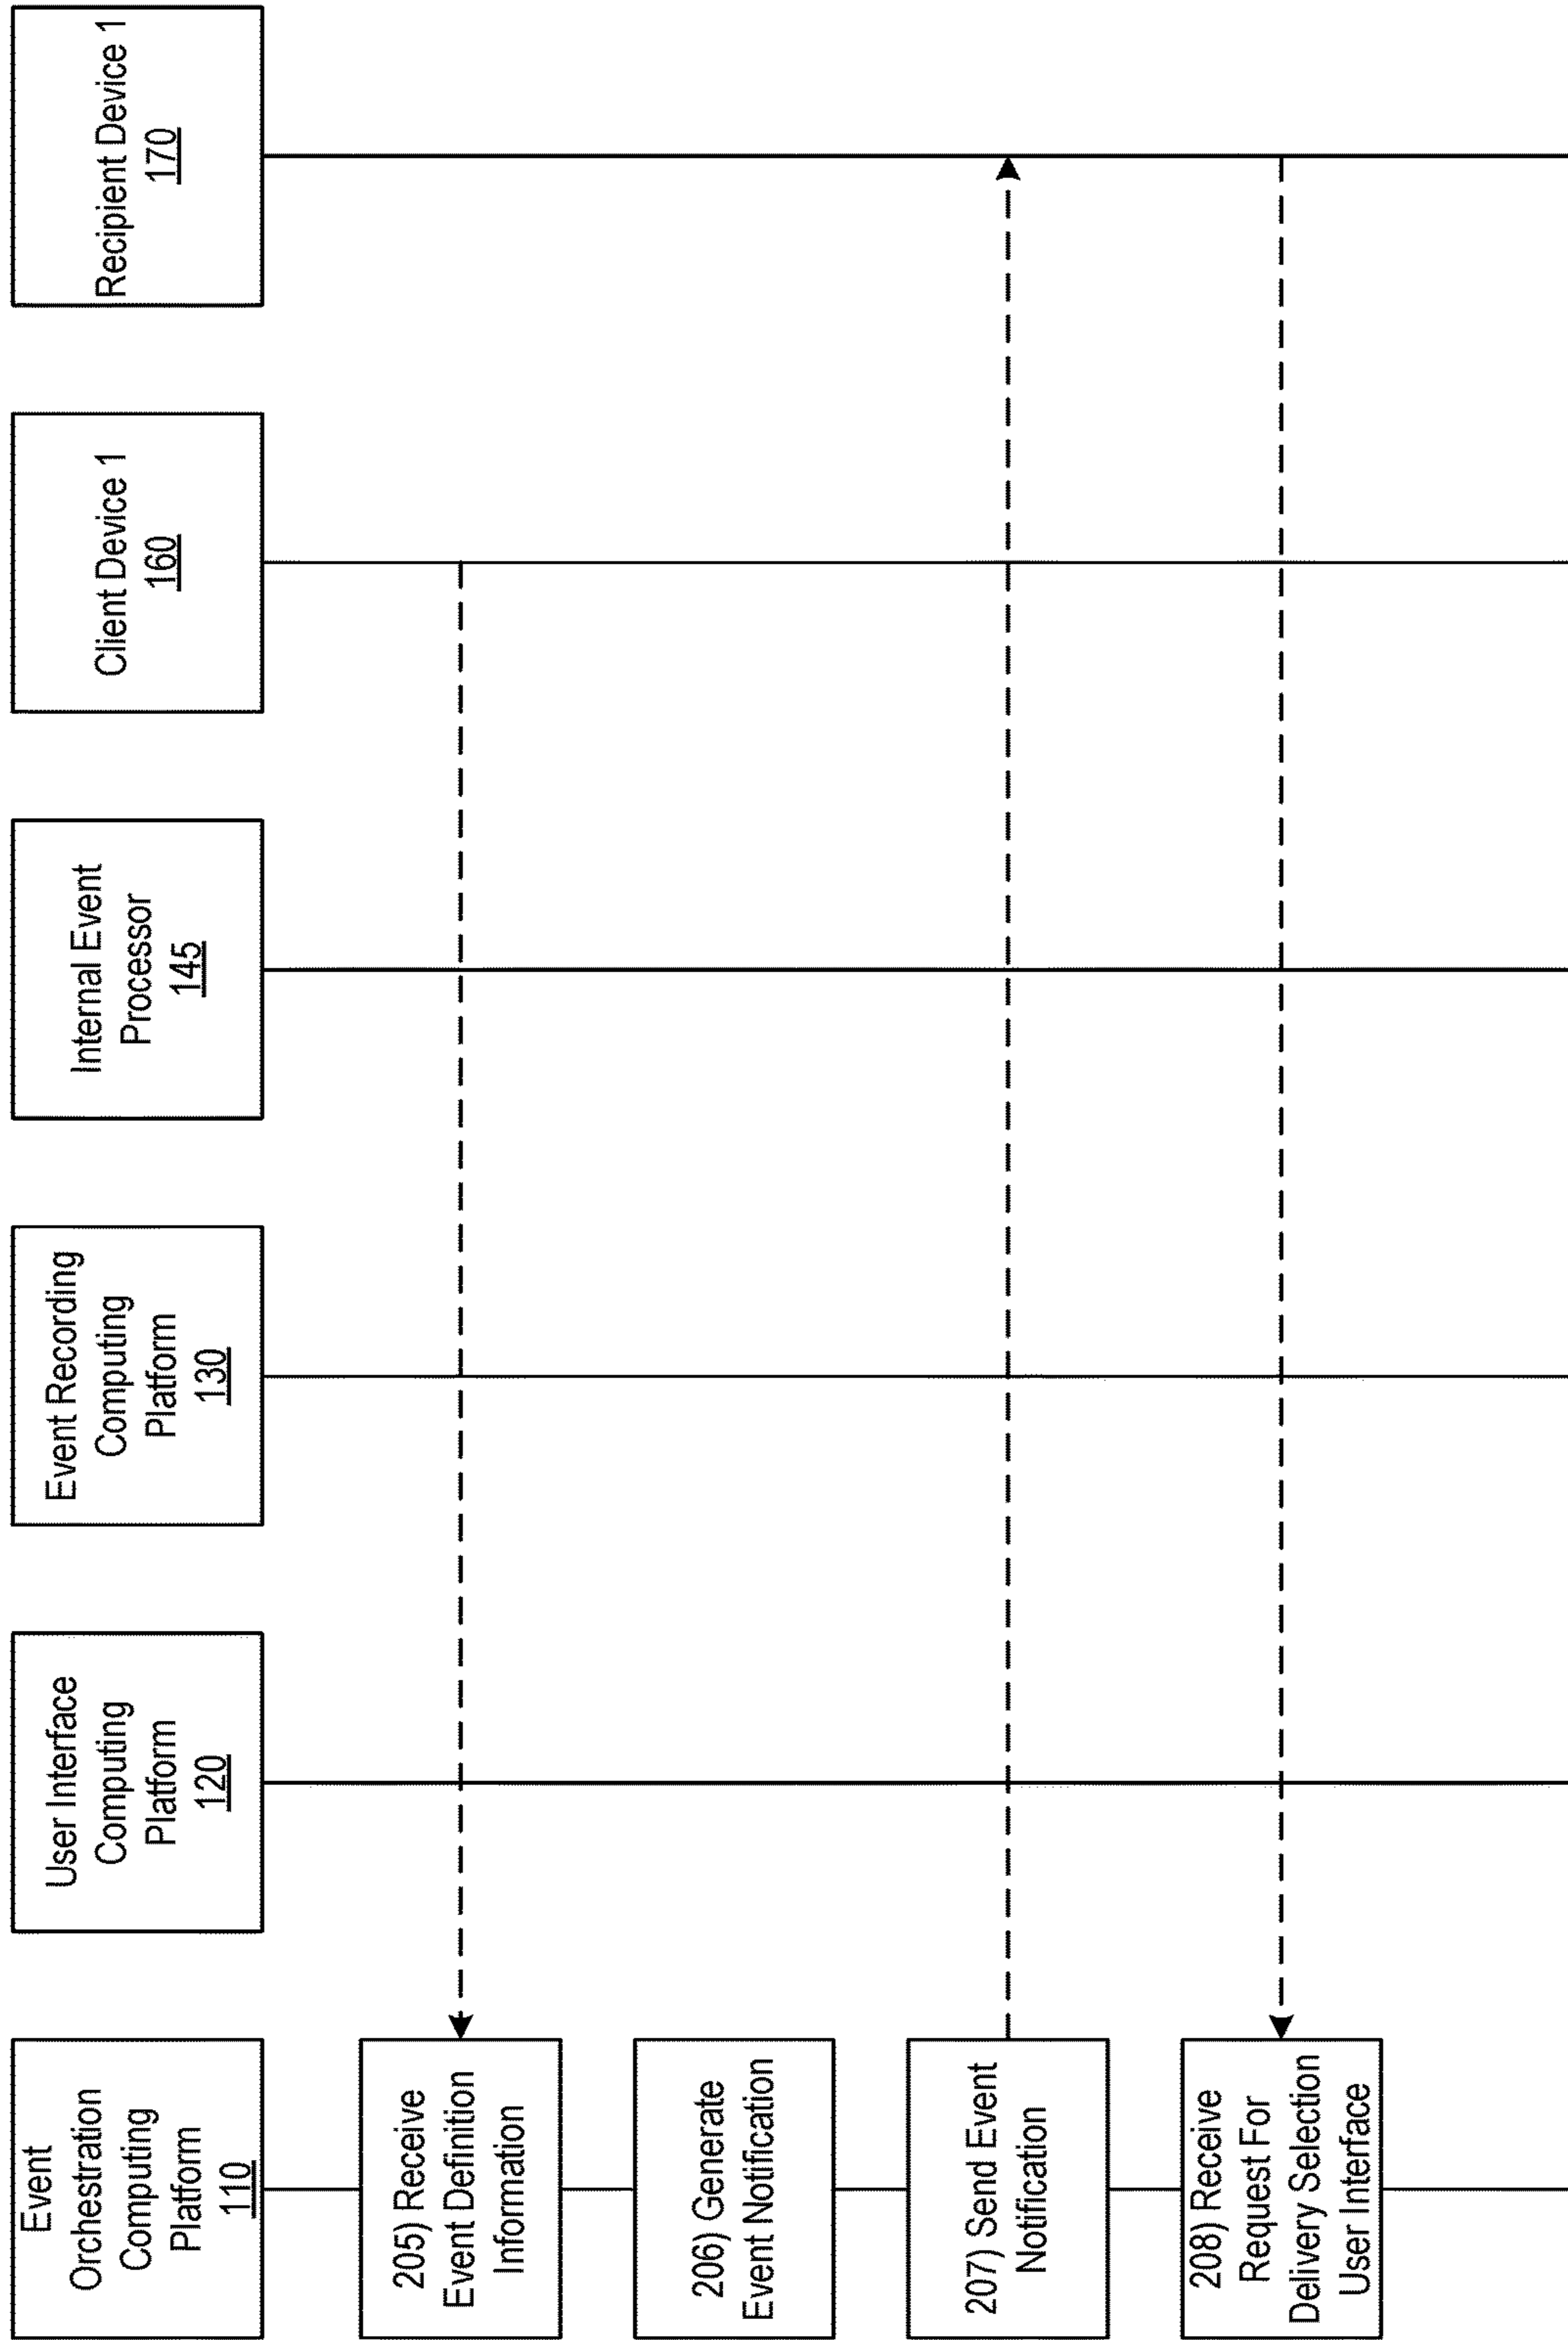 Event
Orchestration
Computing
Platform
110
User Interface
Computing
Platform
120
Event Recording
Computing
Platform
130
Internal Event
Processor
145
Client Device 1
160
Recipient Device 1
170
205) Receive
Event Definition
Information
206) Generate
Event Notification
207) Send Event
Notification
208) Receive
Request For
Delivery Selection
User Interface